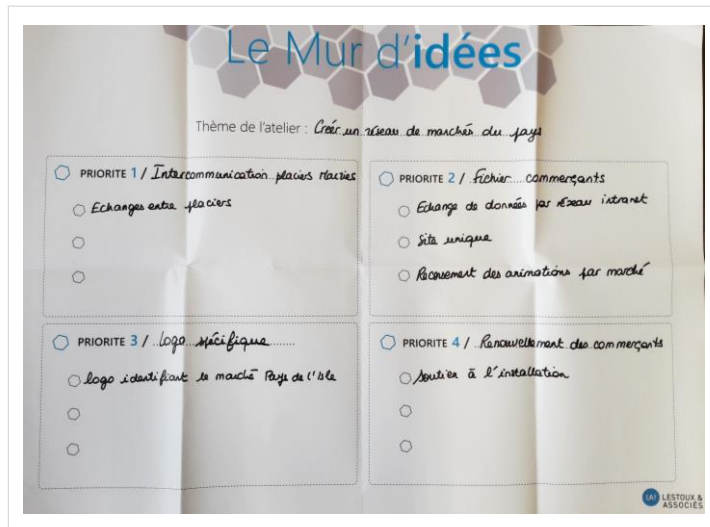 Le Mur d'idées
Thème de l'atelier : Créer un réseau de marchés du pays
PRIORITE 1 / Intercommunication placiers Mairies
Echanges entre placiers
PRIORITE 2 / Fichier commerçants
Echange de données par réseau intranet
Site unique
Recensement des animations par marché
PRIORITE 3 / Logo spécifique
logo identifiant le marché Pays de l'Isle
PRIORITE 4 / Renouvellement des commerçants
Soutien à l'installation
(A) LESTOUX &
ASSOCIÉS